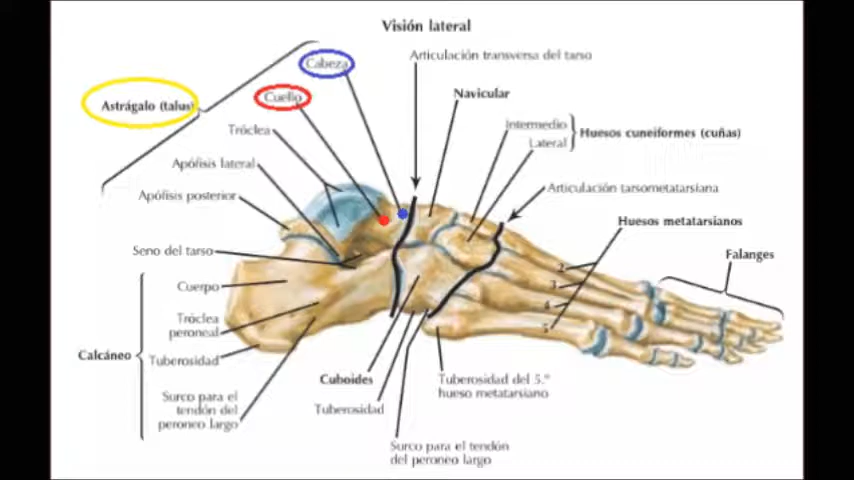 Visión lateral
Cabeza
Articulación transversa del tarso
Cuello
Navicular
Astrágalo (talus)
Tróclea
Intermedio
Lateral
Huesos cuneiformes (cuñas)
Apófisis lateral
Apófisis posterior
Articulación tarsometatarsiana
Huesos metatarsianos
Seno del tarso
Falanges
Cuerpo
2
3
4
5
Tróclea
peroneal
Calcáneo
Tuberosidad
Surco para el
tendón del
peroneo largo
Cuboides
Tuberosidad
Tuberosidad del 5.º
hueso metatarsiano
Surco para el tendón
del peroneo largo